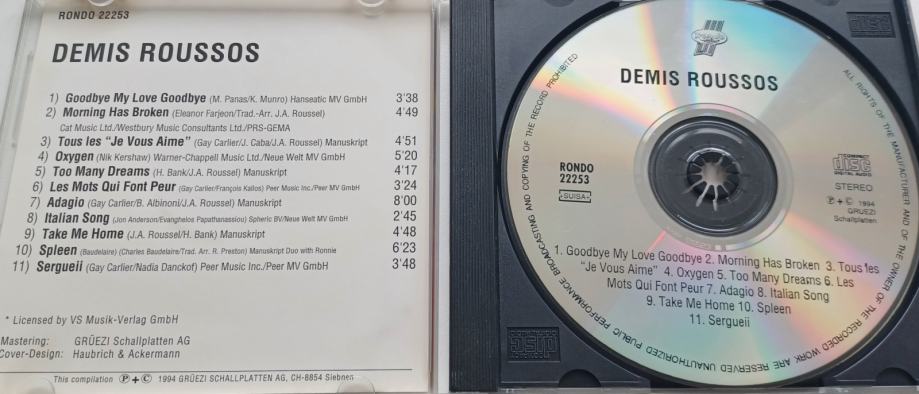 RONDO 22253
DEMIS ROUSSOS
1) Goodbye My Love Goodbye (M. Panas/K. Munro) Hanseatic MV GmbH 3'38
2) Morning Has Broken (Eleanor Farjeon/Trad.-Arr. J.A. Roussel) 4'49
Cat Music Ltd./Westbury Music Consultants Ltd./PRS-GEMA
3) Tous les "Je Vous Aime" (Gay Carlier/J. Caba/J.A. Roussel) Manuskript 4'51
4) Oxygen (Nik Kershaw) Warner-Chappell Music Ltd./Neue Welt MV GmbH 5'20
5) Too Many Dreams (H. Bank/J.A. Roussel) Manuskript 4'17
6) Les Mots Qui Font Peur (Gay Carlier/François Kallos) Peer Music Inc./Peer MV GmbH 3'24
7) Adagio (Gay Carlier/B. Albinoni/J.A. Roussel) Manuskript 8'00
8) Italian Song (Jon Anderson/Evanghelos Papathanassiou) Spheric BV/Neue Welt MV GmbH 2'45
9) Take Me Home (J.A. Roussel/H. Bank) Manuskript 4'48
10) Spleen (Baudelaire) (Charles Baudelaire/Trad. Arr. R. Preston) Manuskript Duo with Ronnie 6'23
11) Sergueii (Gay Carlier/Nadia Danckof) Peer Music Inc./Peer MV GmbH 3'48
* Licensed by VS Musik-Verlag GmbH
Mastering: GRÜEZI Schallplatten AG
Cover-Design: Haubrich & Ackermann
This compilation Ⓟ + © 1994 GRÜEZI SCHALLPLATTEN AG, CH-8854 Siebnen
DEMIS ROUSSOS
RONDO
22253
SUISA
COMPACT
disc
DIGITAL AUDIO
STEREO
Ⓟ + © 1994
GRUEZI
Schallplatten
1. Goodbye My Love Goodbye 2. Morning Has Broken 3. Tous les
"Je Vous Aime" 4. Oxygen 5. Too Many Dreams 6. Les
Mots Qui Font Peur 7. Adagio 8. Italian Song
9. Take Me Home 10. Spleen
11. Sergueii
ALL RIGHTS OF THE MANUFACTURER AND OF THE OWNER OF THE RECORDED WORK ARE RESERVED UNAUTHORIZED PUBLIC PERFORMANCE BROADCASTING AND COPYING OF THE RECORD PROHIBITED
disc